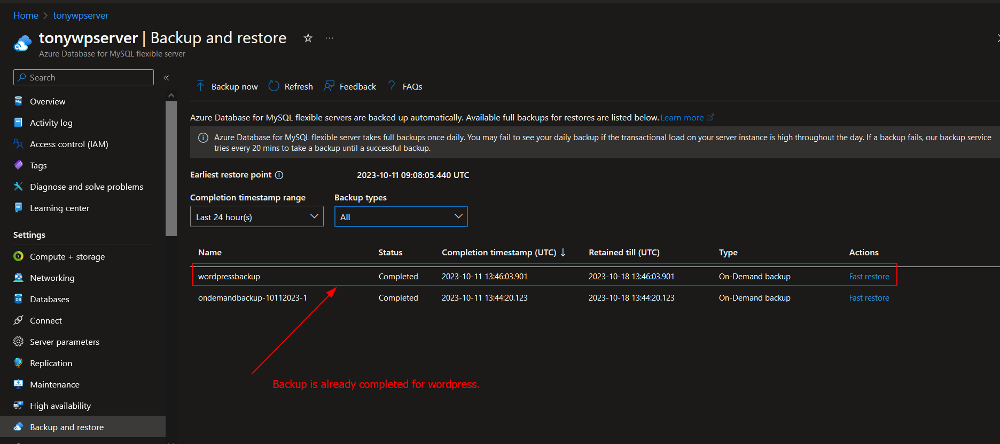 Home > tonywpserver
tonywpserver | Backup and restore ☆ ...
Azure Database for MySQL flexible server
Search «
Overview
Activity log
Access control (IAM)
Tags
Diagnose and solve problems
Learning center
Settings
Compute + storage
Networking
Databases
Connect
Server parameters
Replication
Maintenance
High availability
Backup and restore
Backup now Refresh Feedback ? FAQs
Azure Database for MySQL flexible servers are backed up automatically. Available full backups for restores are listed below. Learn more
Azure Database for MySQL flexible server takes full backups once daily. You may fail to see your daily backup if the transactional load on your server instance is high throughout the day. If a backup fails, our backup service
tries every 20 mins to take a backup until a successful backup.
Earliest restore point 2023-10-11 09:08:05.440 UTC
Completion timestamp range Backup types
Last 24 hour(s) All
Name Status Completion timestamp (UTC) ↓ Retained till (UTC) Type Actions
wordpressbackup Completed 2023-10-11 13:46:03.901 2023-10-18 13:46:03.901 On-Demand backup Fast restore
ondemandbackup-10112023-1 Completed 2023-10-11 13:44:20.123 2023-10-18 13:44:20.123 On-Demand backup Fast restore
Backup is already completed for wordpress.